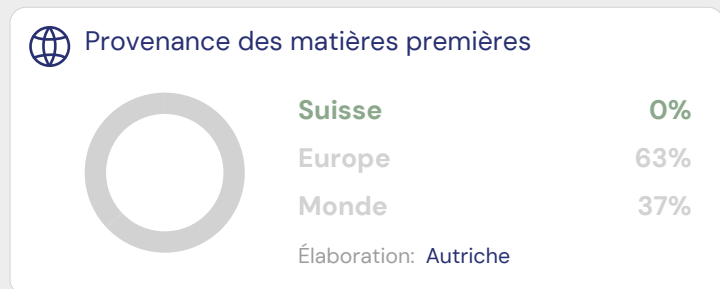 Provenance des matières premières
Suisse 0%
Europe 63%
Monde 37%
Élaboration: Autriche